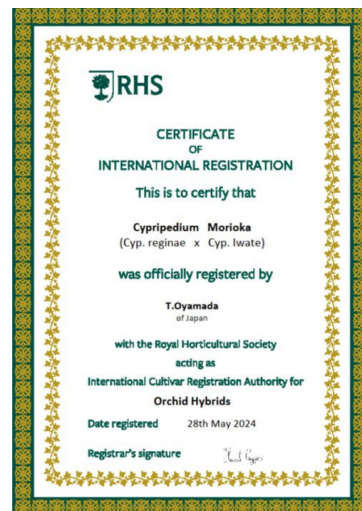 RHS
CERTIFICATE
OF
INTERNATIONAL REGISTRATION
This is to certify that
Cypripedium Morioka
(Cyp. reginae x Cyp. Iwate)
was officially registered by
T.Oyamada
of Japan
with the Royal Horticultural Society
acting as
International Cultivar Registration Authority for
Orchid Hybrids
Date registered 28th May 2024
Registrar's signature